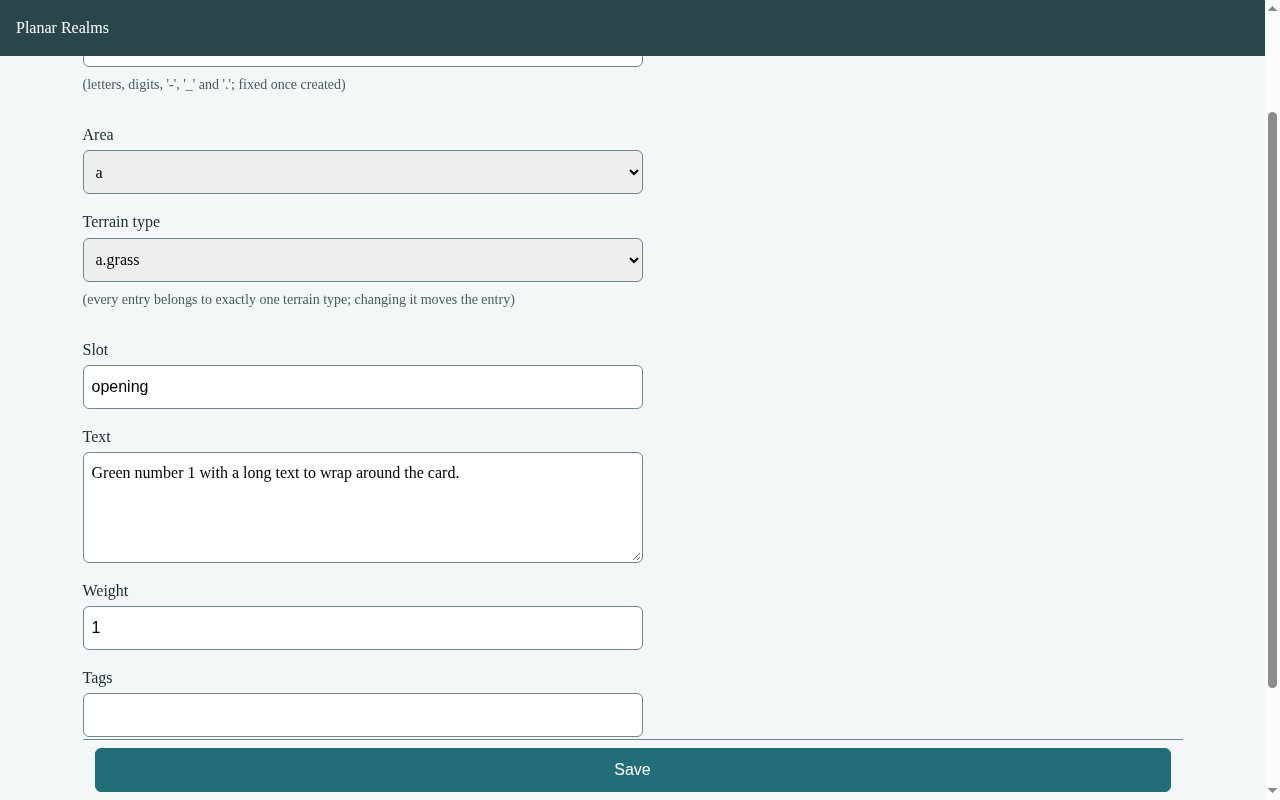 Planar Realms
(letters, digits, '-', '_' and '.'; fixed once created)
Area
a
Terrain type
a.grass
(every entry belongs to exactly one terrain type; changing it moves the entry)
Slot
opening
Text
Green number 1 with a long text to wrap around the card.
Weight
1
Tags
Save